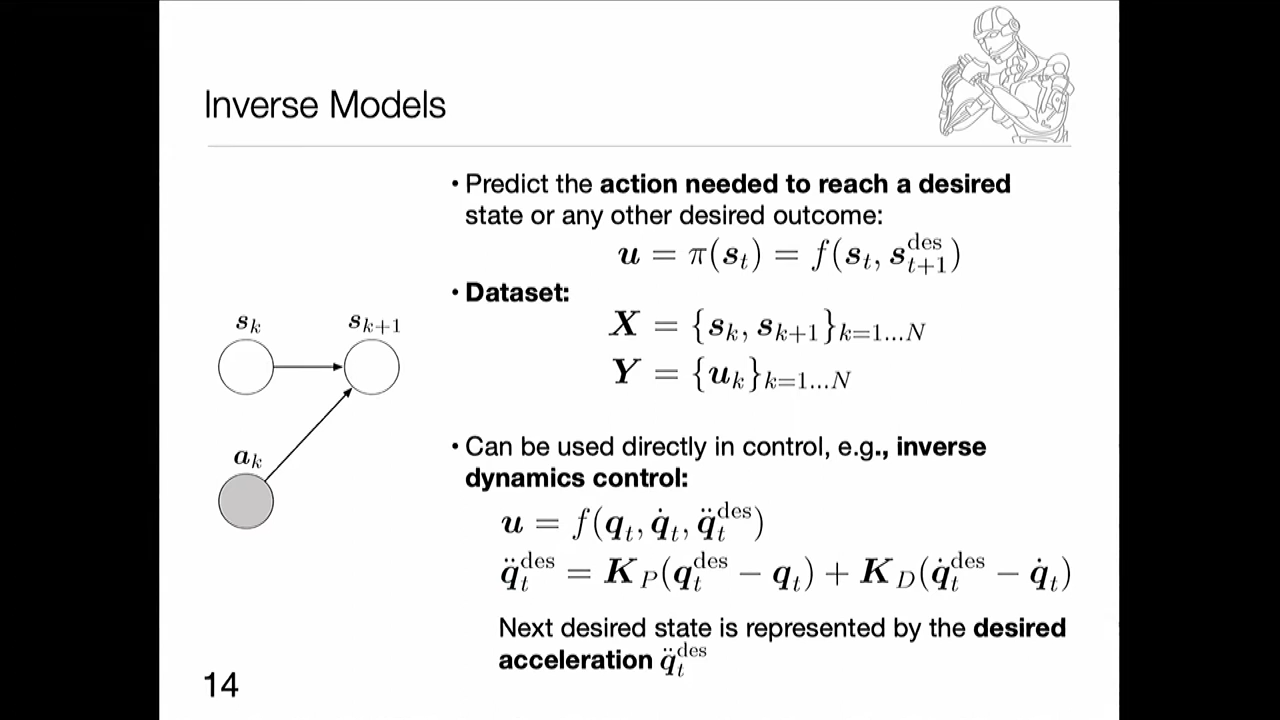 Inverse Models
• Predict the action needed to reach a desired
state or any other desired outcome:
u = π(s_t) = f(s_t, s_{t+1}^{des})
• Dataset:
X = {s_k, s_{k+1}}_{k=1...N}
Y = {u_k}_{k=1...N}
s_k
s_{k+1}
a_k
• Can be used directly in control, e.g., inverse
dynamics control:
u = f(q_t, q̇_t, q̈_t^{des})
q̈_t^{des} = K_P(q_t^{des} − q_t) + K_D(q̇_t^{des} − q̇_t)
Next desired state is represented by the desired
acceleration q̈_t^{des}
14